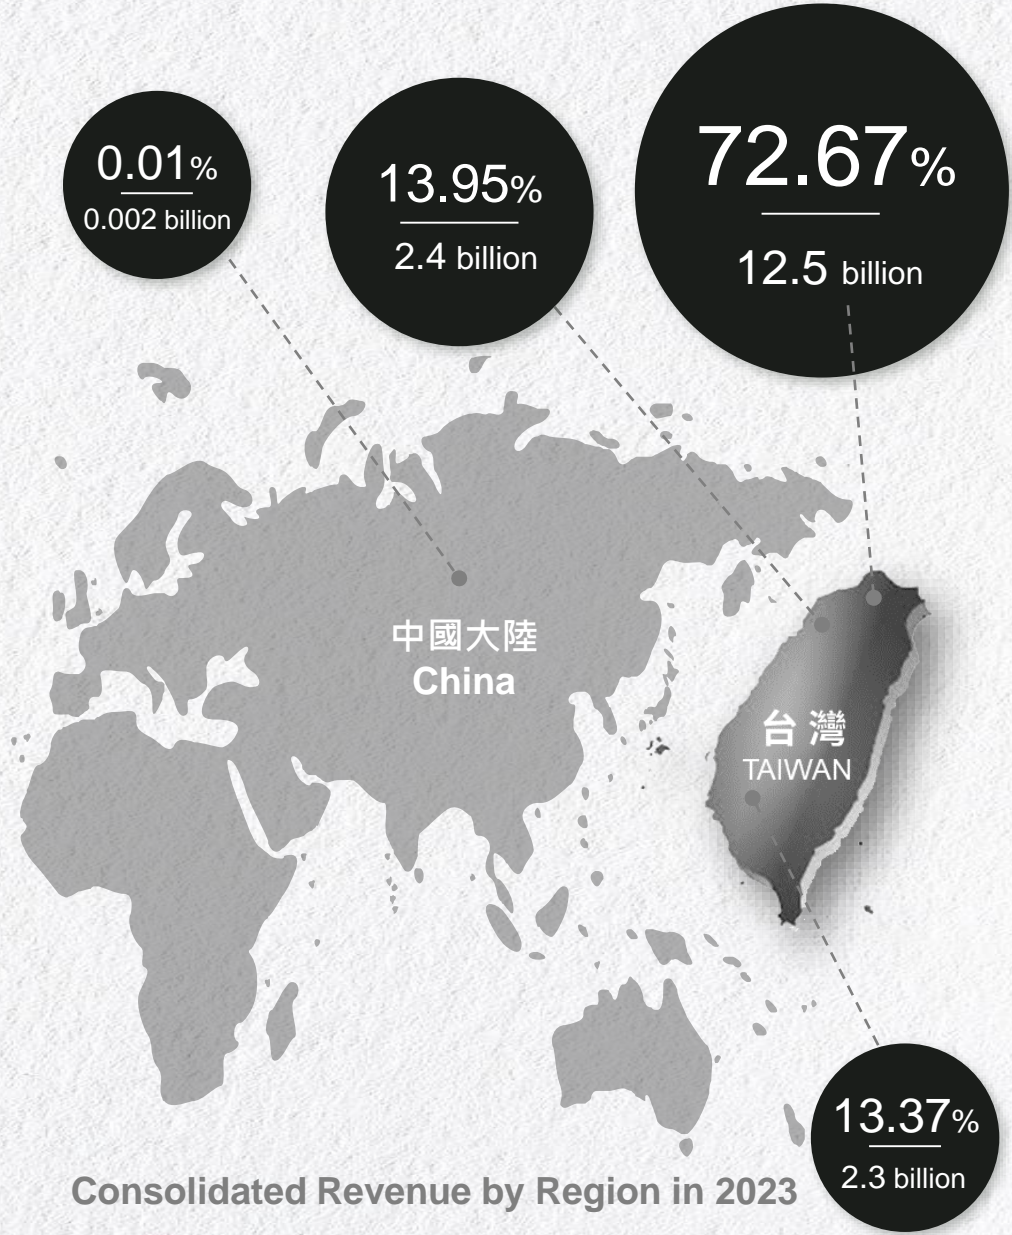 0.01%
0.002 billion
13.95%
2.4 billion
72.67%
12.5 billion
中國大陸
China
台灣
TAIWAN
13.37%
2.3 billion
Consolidated Revenue by Region in 2023